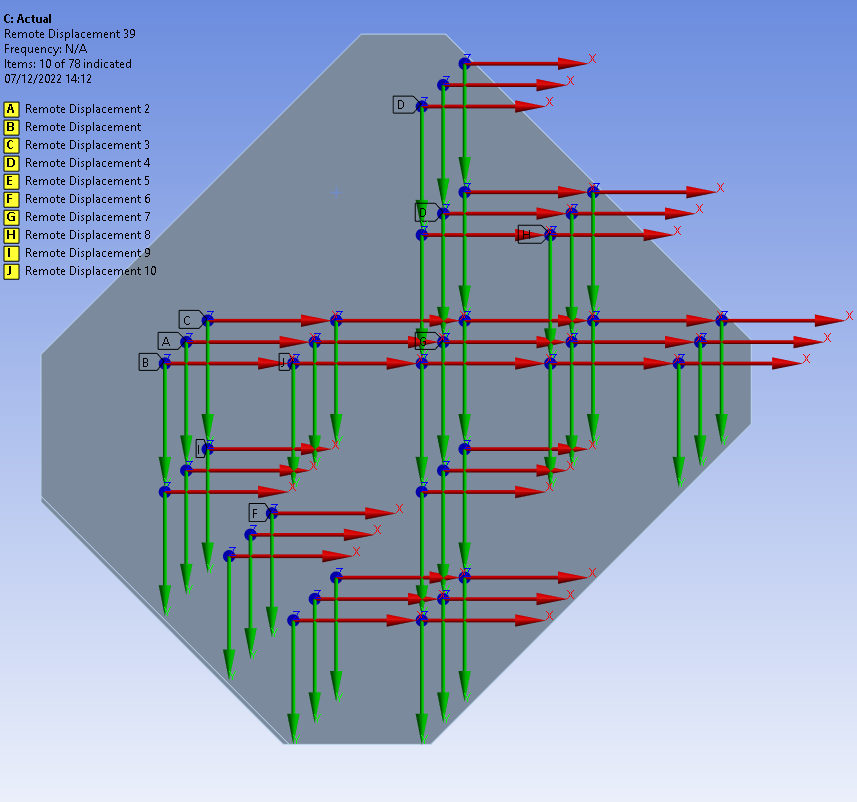 C: Actual
Remote Displacement 39
Frequency: N/A
Items: 10 of 78 indicated
07/12/2022 14:12
A Remote Displacement 2
B Remote Displacement
C Remote Displacement 3
D Remote Displacement 4
E Remote Displacement 5
F Remote Displacement 6
G Remote Displacement 7
H Remote Displacement 8
I Remote Displacement 9
J Remote Displacement 10
Z X
Z X
D Z X
Z Z X
D Z Z X
Z H Z X
C Z Z Z Z Z X
A Z Z G Z Z Z X
B Z J Z Z Z Z X
I Z X Z X
Z X Z X
Z X Z X
F Z X
Z X
Z X
Z Z X
Z Z X
Z Z X